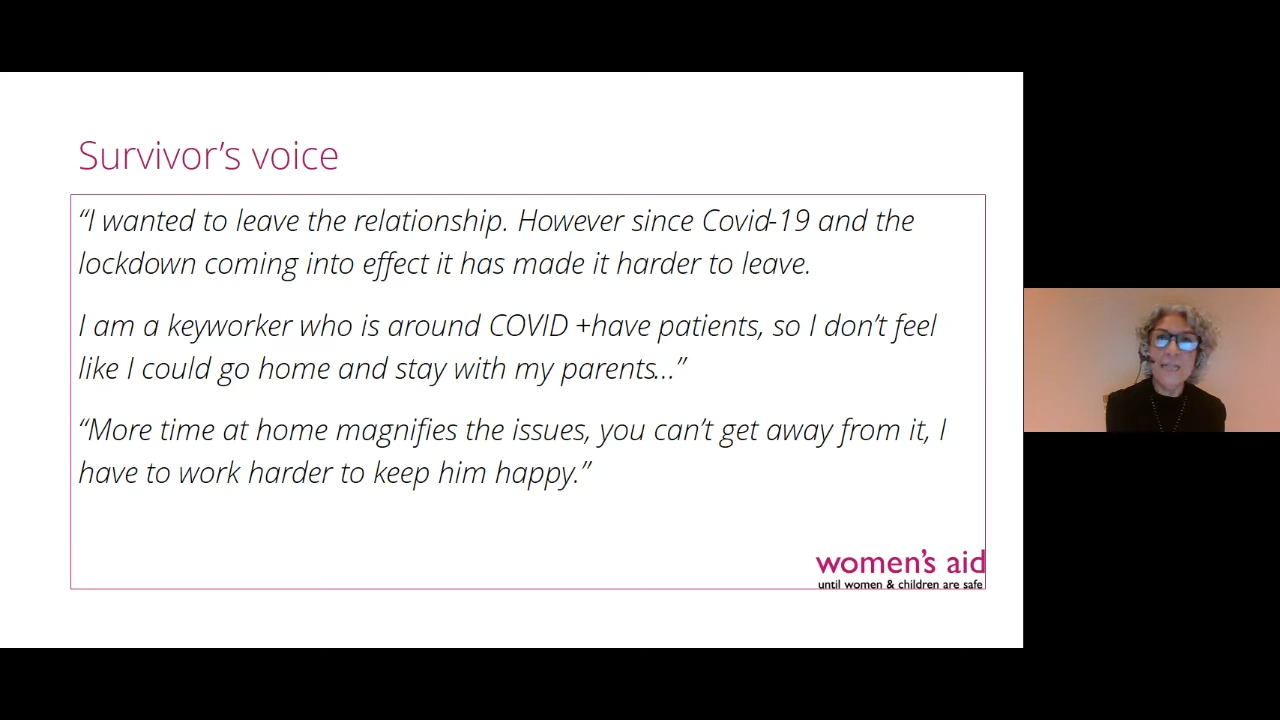 Survivor’s voice
“I wanted to leave the relationship. However since Covid-19 and the
lockdown coming into effect it has made it harder to leave.
I am a keyworker who is around COVID +have patients, so I don’t feel
like I could go home and stay with my parents...”
“More time at home magnifies the issues, you can’t get away from it, I
have to work harder to keep him happy.”
women’s aid
until women & children are safe